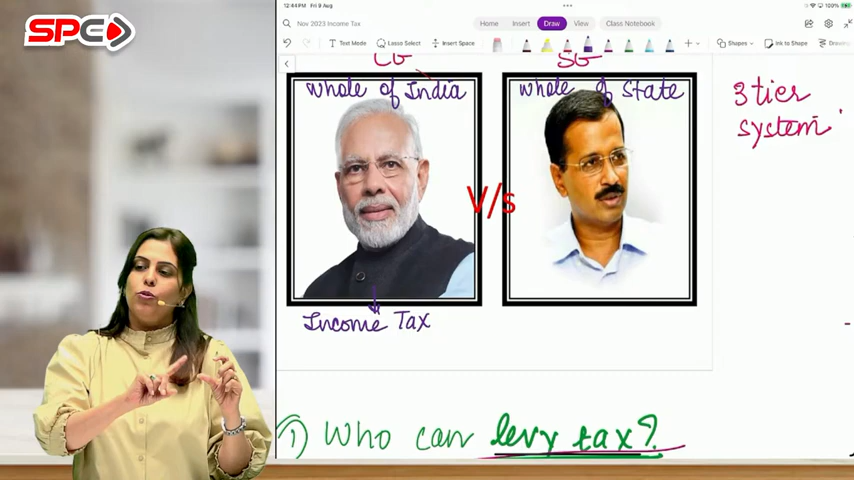 12:44PM Fri 9 Aug
100%
SPC
Nov 2023 Income Tax
Home Insert Draw View Class Notebook
Text Mode Lasso Select Insert Space Shapes Ink to Shape
CG SG
whole of India whole of State
3 tier
system
V/s
Income Tax
1) Who can levy tax?